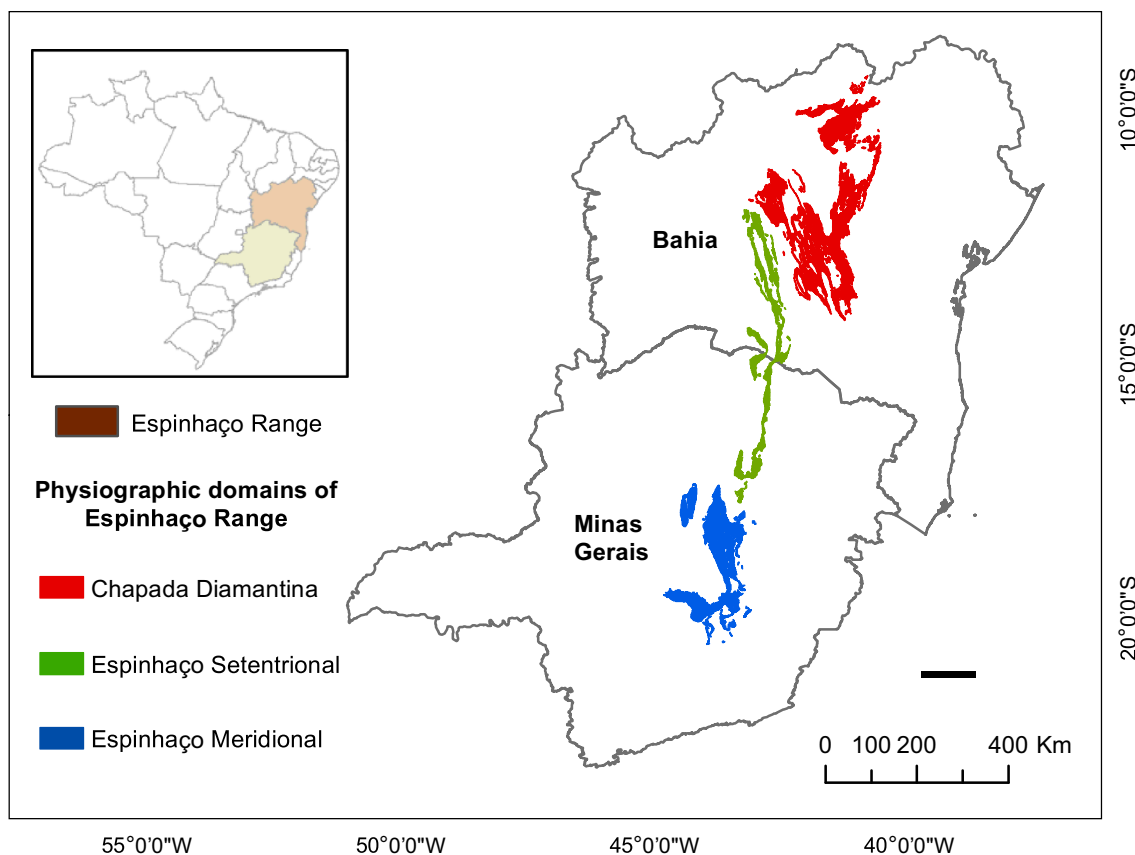 Bahia
Minas
Gerais
Espinhaço Range
Physiographic domains of
Espinhaço Range
Chapada Diamantina
Espinhaço Setentrional
Espinhaço Meridional
0 100 200 400 Km
10°0'0"S
15°0'0"S
20°0'0"S
55°0'0"W 50°0'0"W 45°0'0"W 40°0'0"W